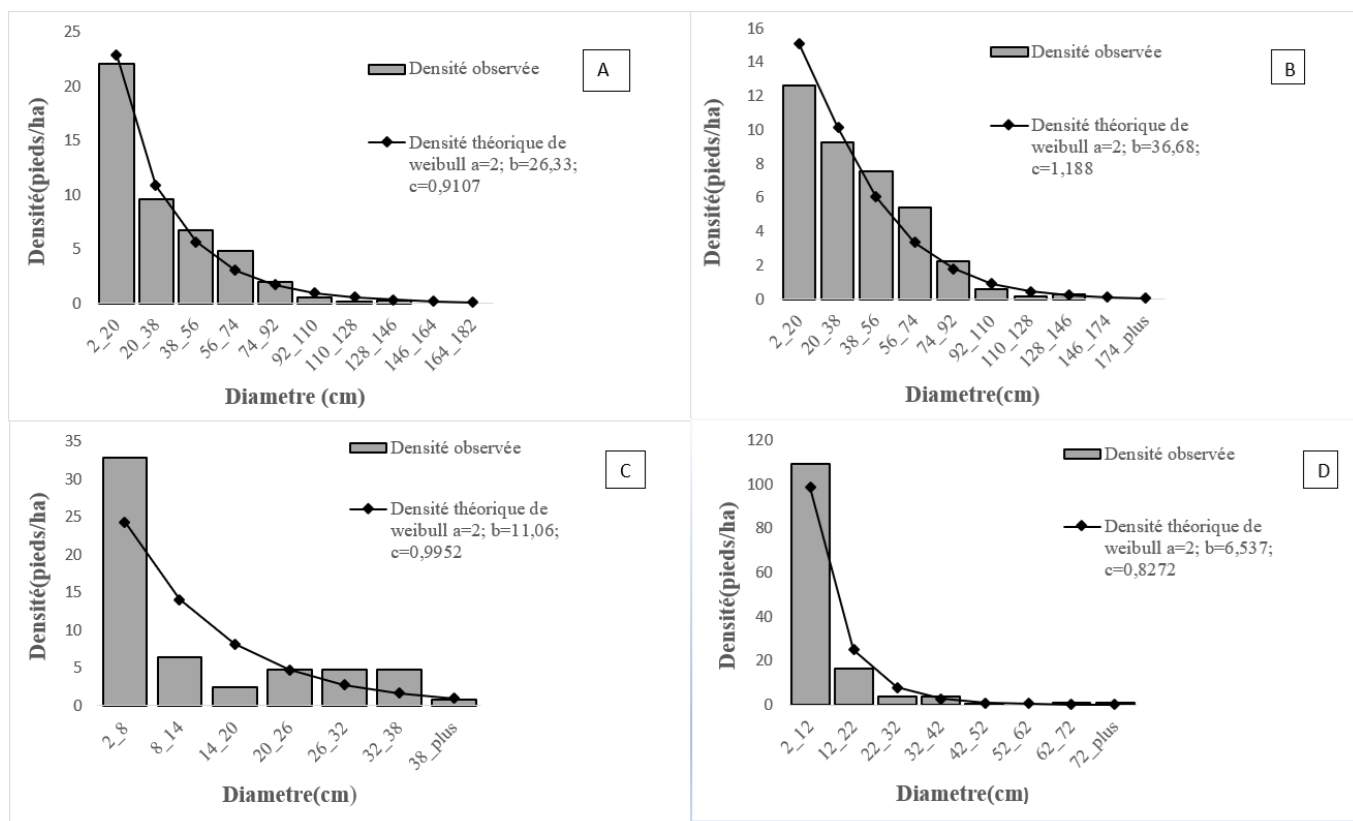 25
20
15
10
5
0
Densité(pieds/ha)
Densité observée
Densité théorique de
weibull a=2; b=26,33;
c=0,9107
A
2_20
20_38
38_56
56_74
74_92
92_110
110_128
128_146
146_164
164_182
Diametre (cm)
16
14
12
10
8
6
4
2
0
Densité(pieds/ha)
Densité observée
Densité théorique de
weibull a=2; b=36,68;
c=1,188
B
2_20
20_38
38_56
56_74
74_92
92_110
110_128
128_146
146_174
174_plus
Diametre(cm)
35
30
25
20
15
10
5
0
Densité(pieds/ha)
Densité observée
Densité théorique de
weibull a=2; b=11,06;
c=0,9952
C
2_8
8_14
14_20
20_26
26_32
32_38
38_plus
Diametre(cm)
120
100
80
60
40
20
0
Densité(pieds/ha)
Densité observée
Densité théorique de
weibull a=2; b=6,537;
c=0,8272
D
2_12
12_22
22_32
32_42
42_52
52_62
62_72
72_plus
Diametre(cm)